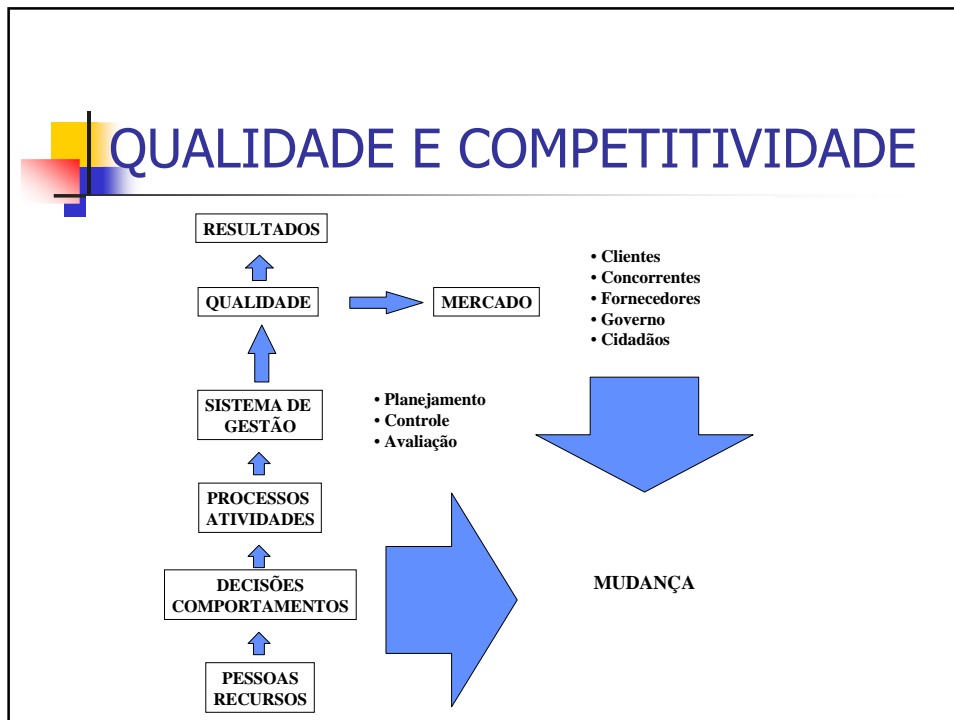 QUALIDADE E COMPETITIVIDADE
RESULTADOS
QUALIDADE
MERCADO
• Clientes
• Concorrentes
• Fornecedores
• Governo
• Cidadãos
SISTEMA DE
GESTÃO
• Planejamento
• Controle
• Avaliação
PROCESSOS
ATIVIDADES
DECISÕES
COMPORTAMENTOS
MUDANÇA
PESSOAS
RECURSOS